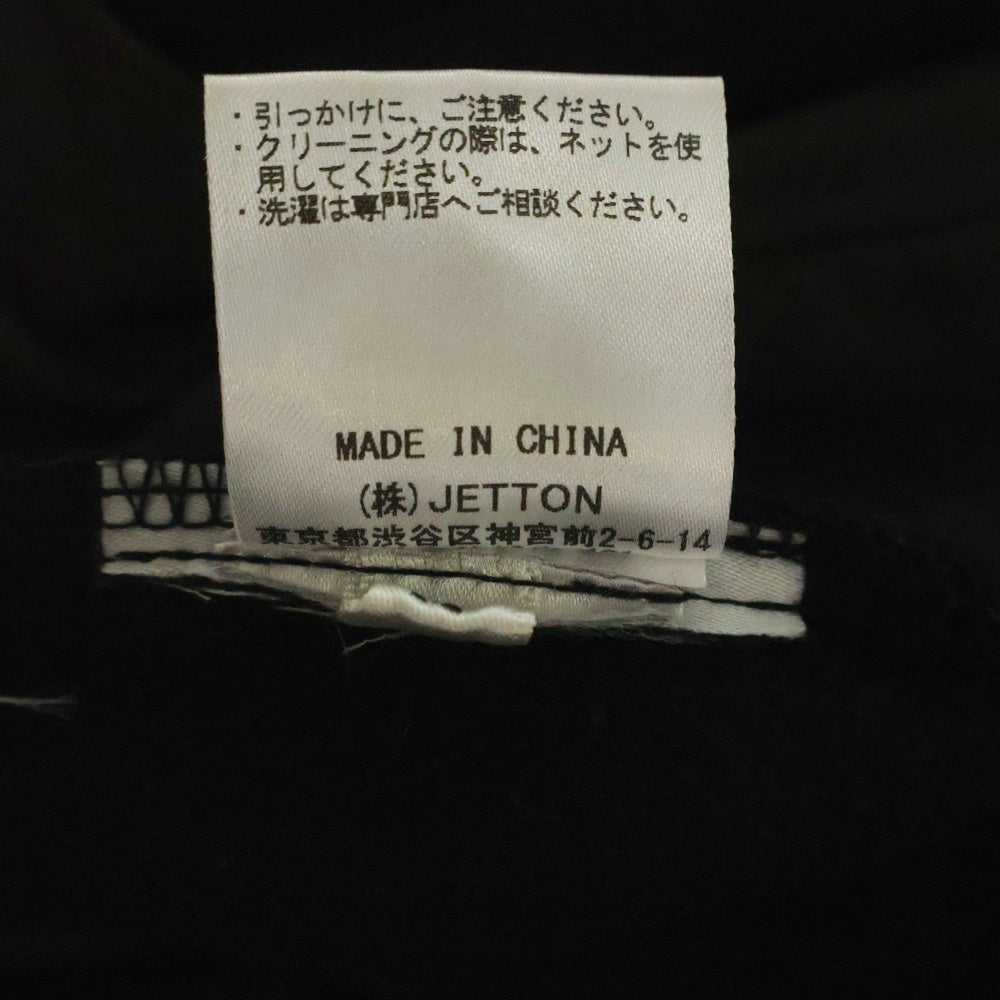 ・引っかけに、ご注意ください。
・クリーニングの際は、ネットを使
用してください。
・洗濯は専門店へご相談ください。
MADE IN CHINA
(株)JETTON
東京都渋谷区神宮前2-6-14